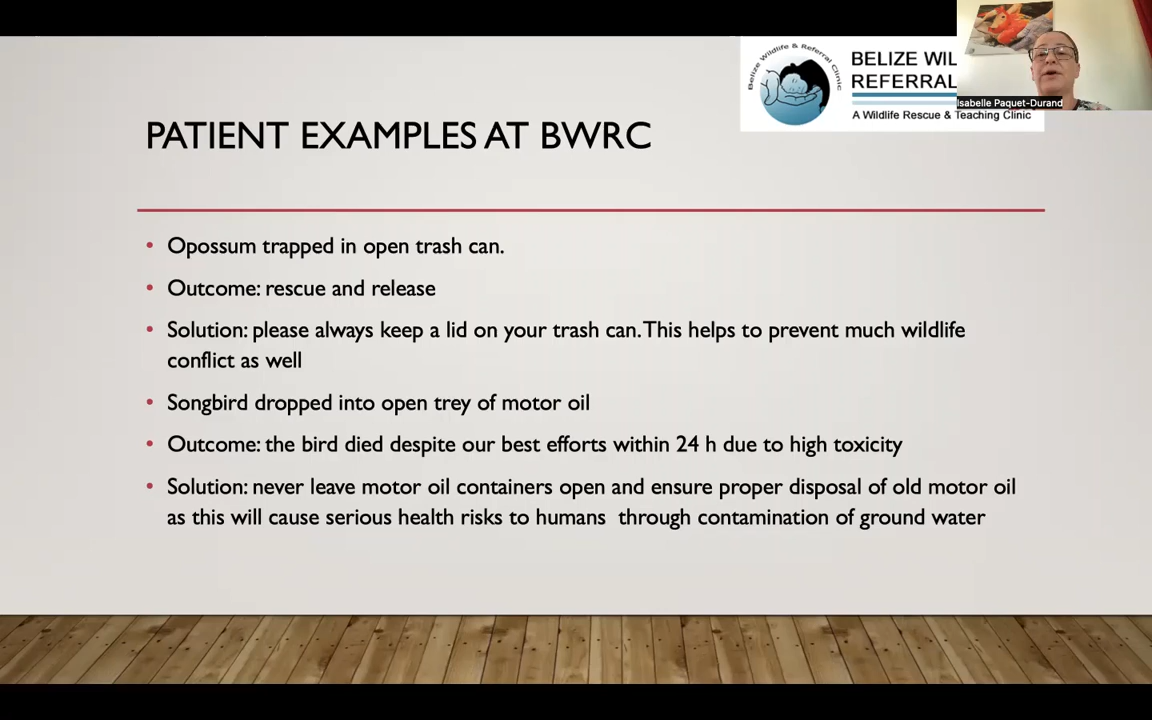 Belize Wildlife & Referral Clinic
BELIZE WIL
REFERRAL
A Wildlife Rescue & Teaching Clinic
Isabelle Paquet-Durand
PATIENT EXAMPLES AT BWRC
• Opossum trapped in open trash can.
• Outcome: rescue and release
• Solution: please always keep a lid on your trash can. This helps to prevent much wildlife
conflict as well
• Songbird dropped into open trey of motor oil
• Outcome: the bird died despite our best efforts within 24 h due to high toxicity
• Solution: never leave motor oil containers open and ensure proper disposal of old motor oil
as this will cause serious health risks to humans  through contamination of ground water